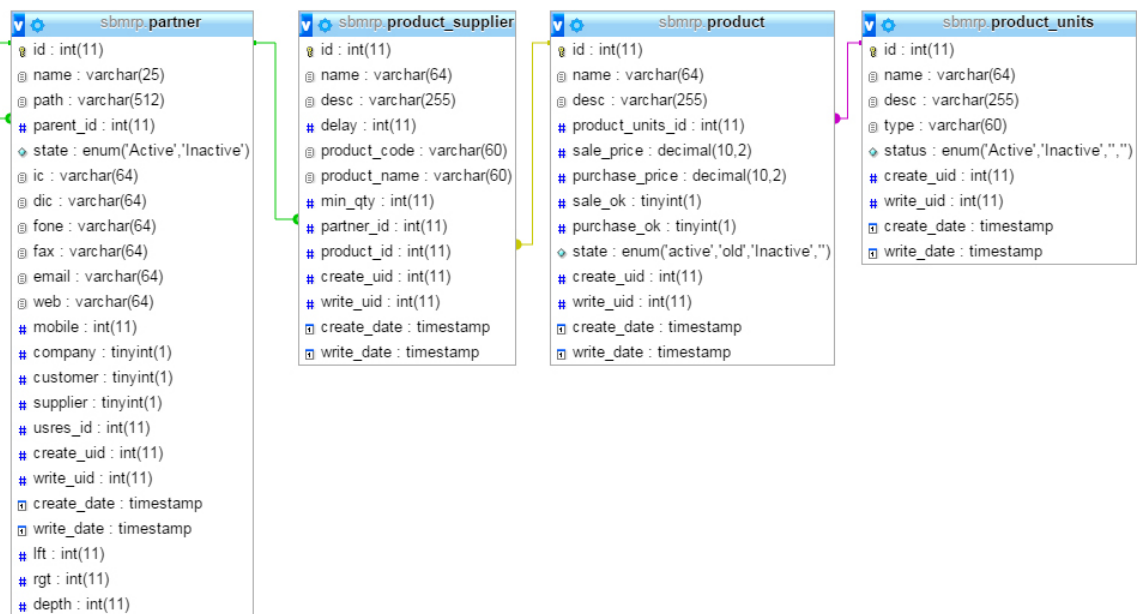 sbmrp.partner
id : int(11)
name : varchar(25)
path : varchar(512)
parent_id : int(11)
state : enum('Active','Inactive')
ic : varchar(64)
dic : varchar(64)
fone : varchar(64)
fax : varchar(64)
email : varchar(64)
web : varchar(64)
mobile : int(11)
company : tinyint(1)
customer : tinyint(1)
supplier : tinyint(1)
usres_id : int(11)
create_uid : int(11)
write_uid : int(11)
create_date : timestamp
write_date : timestamp
lft : int(11)
rgt : int(11)
depth : int(11)
sbmrp.product_supplier
id : int(11)
name : varchar(64)
desc : varchar(255)
delay : int(11)
product_code : varchar(60)
product_name : varchar(60)
min_qty : int(11)
partner_id : int(11)
product_id : int(11)
create_uid : int(11)
write_uid : int(11)
create_date : timestamp
write_date : timestamp
sbmrp.product
id : int(11)
name : varchar(64)
desc : varchar(255)
product_units_id : int(11)
sale_price : decimal(10,2)
purchase_price : decimal(10,2)
sale_ok : tinyint(1)
purchase_ok : tinyint(1)
state : enum('active','old','Inactive','')
create_uid : int(11)
write_uid : int(11)
create_date : timestamp
write_date : timestamp
sbmrp.product_units
id : int(11)
name : varchar(64)
desc : varchar(255)
type : varchar(60)
status : enum('Active','Inactive','','')
create_uid : int(11)
write_uid : int(11)
create_date : timestamp
write_date : timestamp